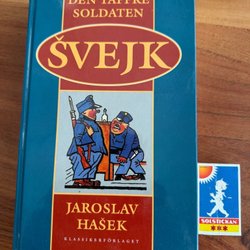 DEN TAPPRE
SOLDATEN
ŠVEJK
JAROSLAV
HAŠEK
KLASSIKERFÖRLAGET
SOLSTICKAN